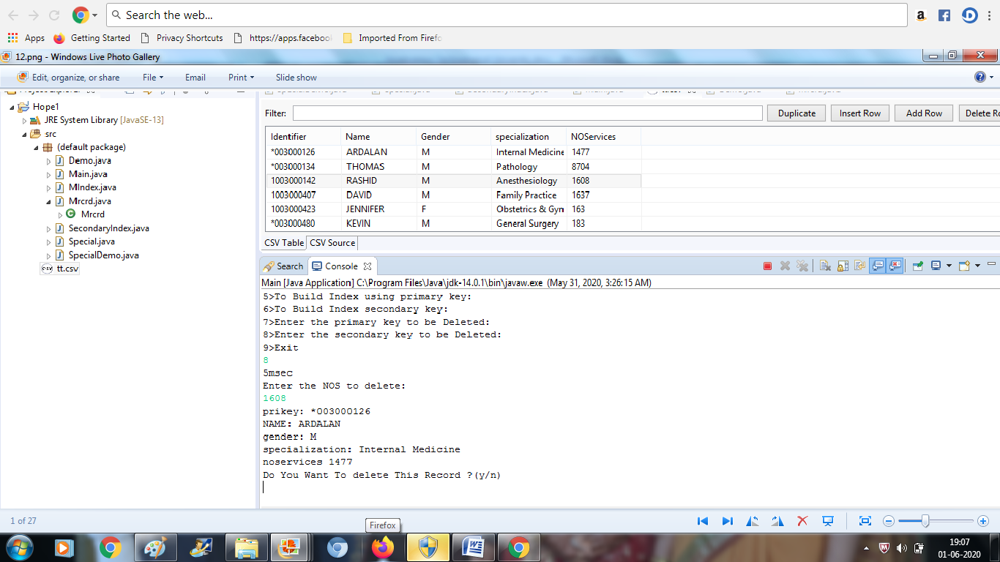 Search the web...
Apps Getting Started Privacy Shortcuts https://apps.faceboo Imported From Firefo
12.png - Windows Live Photo Gallery
Edit, organize, or share File Email Print Slide show
Hope1
JRE System Library [JavaSE-13]
src
(default package)
Demo.java
Main.java
MIndex.java
Mrcrd.java
Mrcrd
SecondaryIndex.java
Special.java
SpecialDemo.java
tt.csv
Filter: Duplicate Insert Row Add Row Delete Ro
Identifier Name Gender specialization NOServices
*003000126 ARDALAN M Internal Medicine 1477
*003000134 THOMAS M Pathology 8704
1003000142 RASHID M Anesthesiology 1608
1003000407 DAVID M Family Practice 1637
1003000423 JENNIFER F Obstetrics & Gyn 163
*003000480 KEVIN M General Surgery 183
CSV Table CSV Source
Search Console
Main [Java Application] C:\Program Files\Java\jdk-14.0.1\bin\javaw.exe (May 31, 2020, 3:26:15 AM)
5>To Build Index using primary key:
6>To Build Index secondary key:
7>Enter the primary key to be Deleted:
8>Enter the secondary key to be Deleted:
9>Exit
8
5msec
Enter the NOS to delete:
1608
prikey: *003000126
NAME: ARDALAN
gender: M
specialization: Internal Medicine
noservices 1477
Do You Want To delete This Record ?(y/n)
1 of 27
Firefox
19:07
01-06-2020